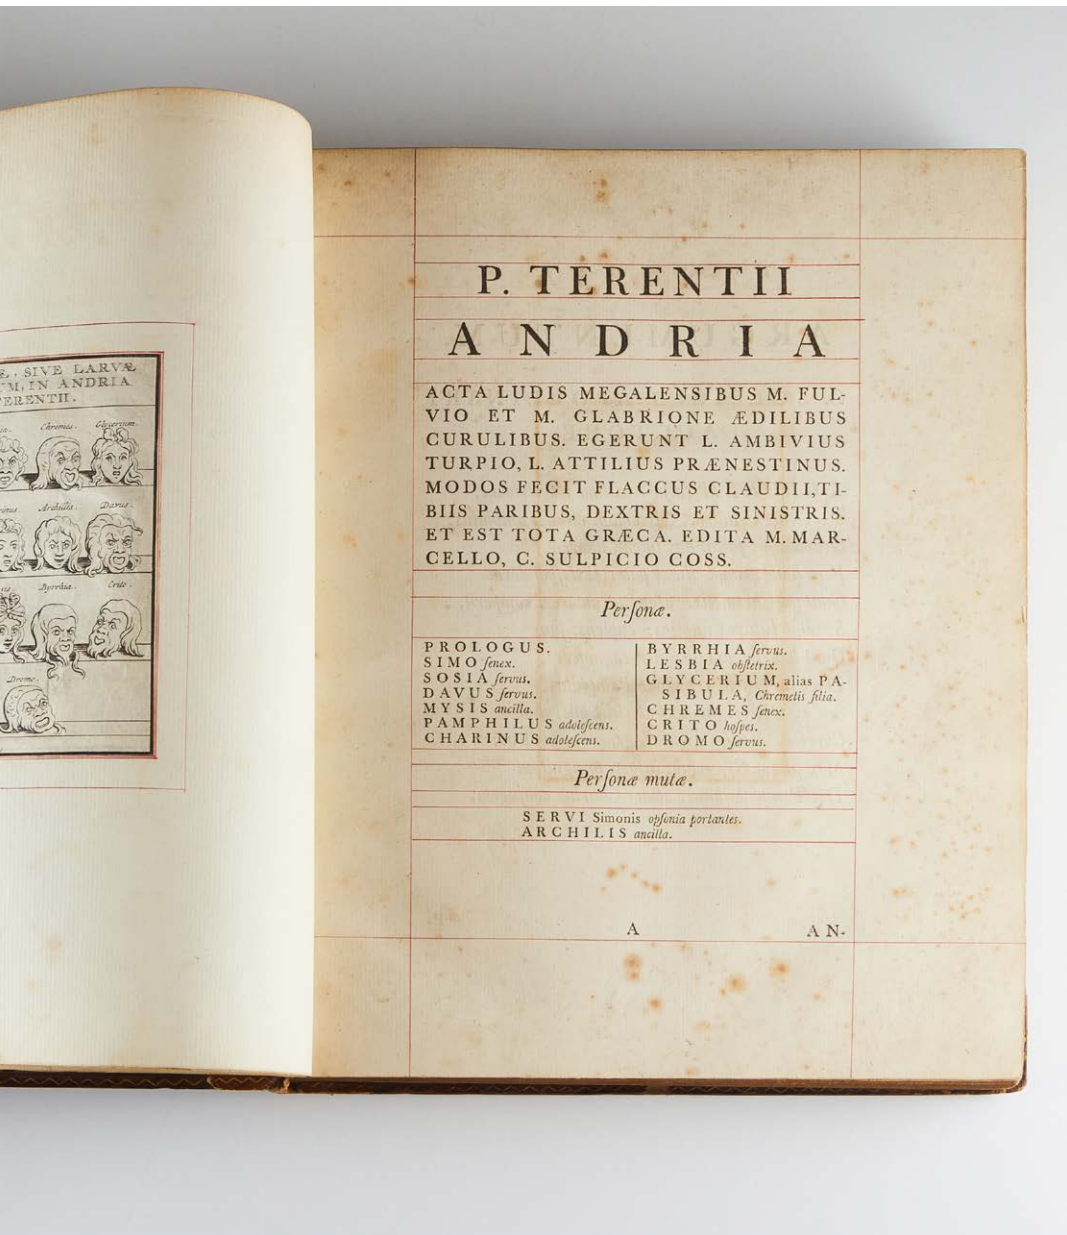 SIVE LARVÆ
IN ANDRIA
TERENTII.
Chremes. Glycerium.
Archillis. Davus.
Byrrhia. Crito.
Dromo.
P. TERENTII
ANDRIA
ACTA LUDIS MEGALENSIBUS M. FUL-
VIO ET M. GLABRIONE ÆDILIBUS
CURULIBUS. EGERUNT L. AMBIVIUS
TURPIO, L. ATTILIUS PRÆNESTINUS.
MODOS FECIT FLACCUS CLAUDII, TI-
BIIS PARIBUS, DEXTRIS ET SINISTRIS.
ET EST TOTA GRÆCA. EDITA M. MAR-
CELLO, C. SULPICIO COSS.
Perſonæ.
PROLOGUS.
SIMO ſenex.
SOSIA ſervus.
DAVUS ſervus.
MYSIS ancilla.
PAMPHILUS adoleſcens.
CHARINUS adoleſcens.
BYRRHIA ſervus.
LESBIA obſtetrix.
GLYCERIUM, alias PA-
SIBULA, Chremetis filia.
CHREMES ſenex.
CRITO hoſpes.
DROMO ſervus.
Perſonæ mutæ.
SERVI Simonis opſonia portantes.
ARCHILIS ancilla.
A AN-